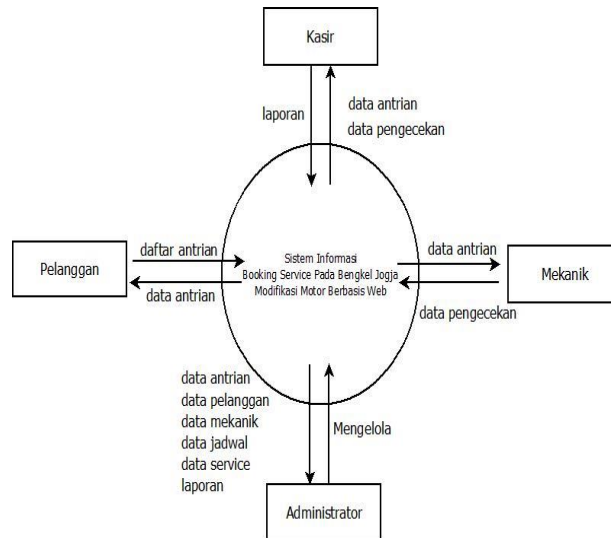 Kasir
laporan
data antrian
data pengecekan
Pelanggan
daftar antrian
data antrian
Sistem Informasi
Booking Service Pada Bengkel Jogja
Modifikasi Motor Berbasis Web
data antrian
data pengecekan
Mekanik
data antrian
data pelanggan
data mekanik
data jadwal
data service
laporan
Mengelola
Administrator